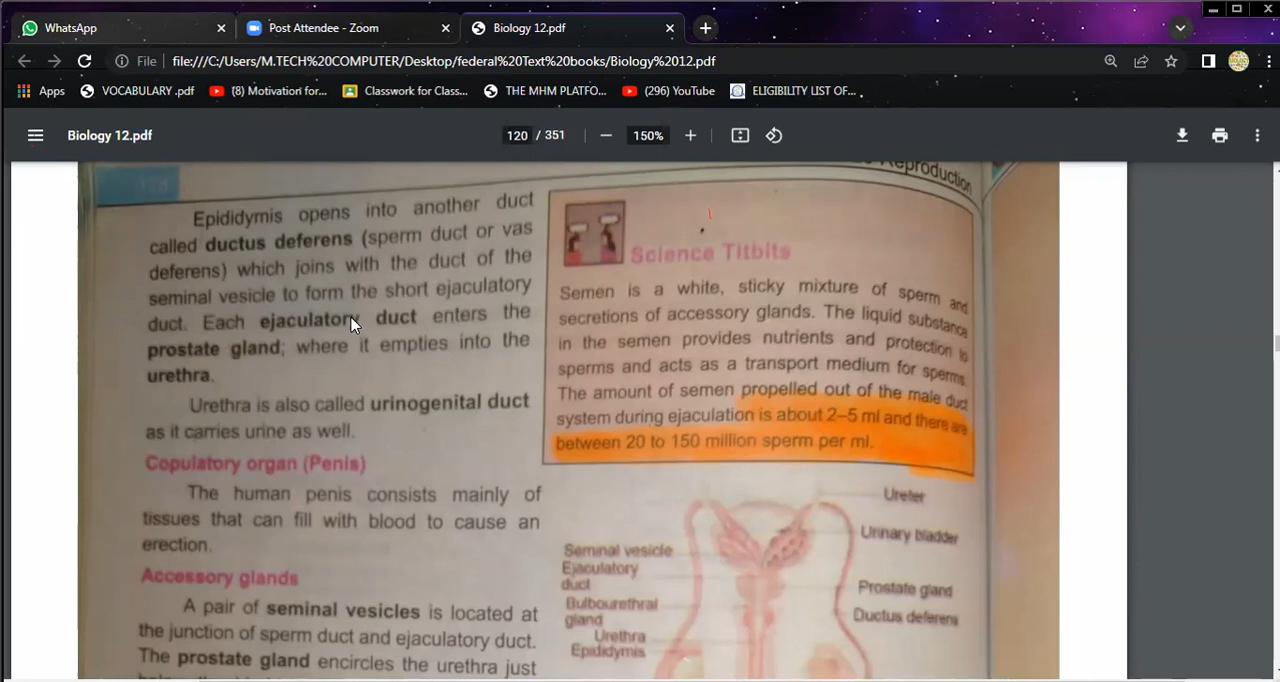 WhatsApp
Post Attendee - Zoom
Biology 12.pdf
File
file:///C:/Users/M.TECH%20COMPUTER/Desktop/federal%20Text%20books/Biology%2012.pdf
Apps
VOCABULARY .pdf
(8) Motivation for...
Classwork for Class...
THE MHM PLATFO...
(296) YouTube
ELIGIBILITY LIST OF...
Biology 12.pdf
120 / 351
150%
Reproduction
Epididymis opens into another duct
called ductus deferens (sperm duct or vas
deferens) which joins with the duct of the
seminal vesicle to form the short ejaculatory
duct. Each ejaculatory duct enters the
prostate gland; where it empties into the
urethra.
Urethra is also called urinogenital duct
as it carries urine as well.
Copulatory organ (Penis)
The human penis consists mainly of
tissues that can fill with blood to cause an
erection.
Accessory glands
A pair of seminal vesicles is located at
the junction of sperm duct and ejaculatory duct.
The prostate gland encircles the urethra just
Science Titbits
Semen is a white, sticky mixture of sperm and
secretions of accessory glands. The liquid substance
in the semen provides nutrients and protection to
sperms and acts as a transport medium for sperms.
The amount of semen propelled out of the male duct
system during ejaculation is about 2–5 ml and there are
between 20 to 150 million sperm per ml.
Ureter
Urinary bladder
Seminal vesicle
Ejaculatory
duct
Prostate gland
Bulbourethral
gland
Ductus deferens
Urethra
Epididymis